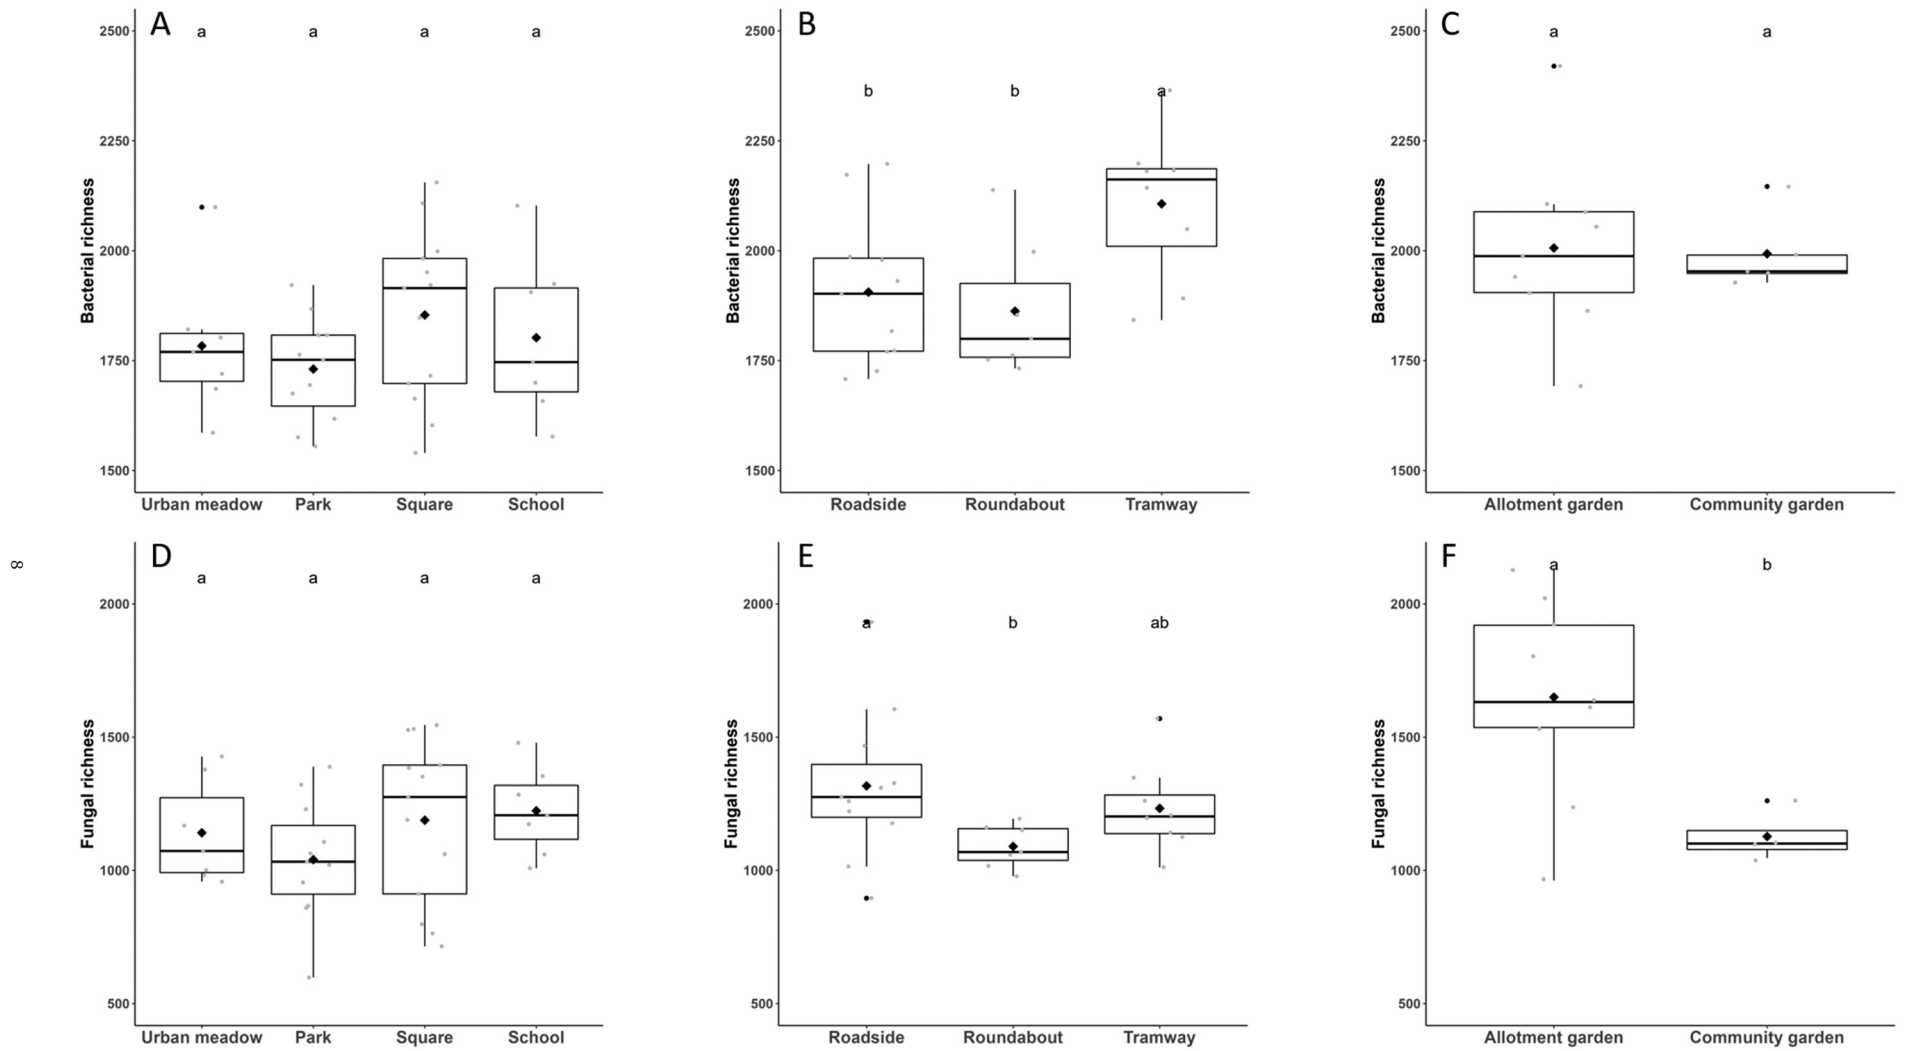 A
a a a a
2500
2250
2000
1750
1500
Bacterial richness
Urban meadow Park Square School
B
b b a
2500
2250
2000
1750
1500
Bacterial richness
Roadside Roundabout Tramway
C
a a
2500
2250
2000
1750
1500
Bacterial richness
Allotment garden Community garden
8
D
a a a a
2000
1500
1000
500
Fungal richness
Urban meadow Park Square School
E
a b ab
2000
1500
1000
500
Fungal richness
Roadside Roundabout Tramway
F
a b
2000
1500
1000
500
Fungal richness
Allotment garden Community garden